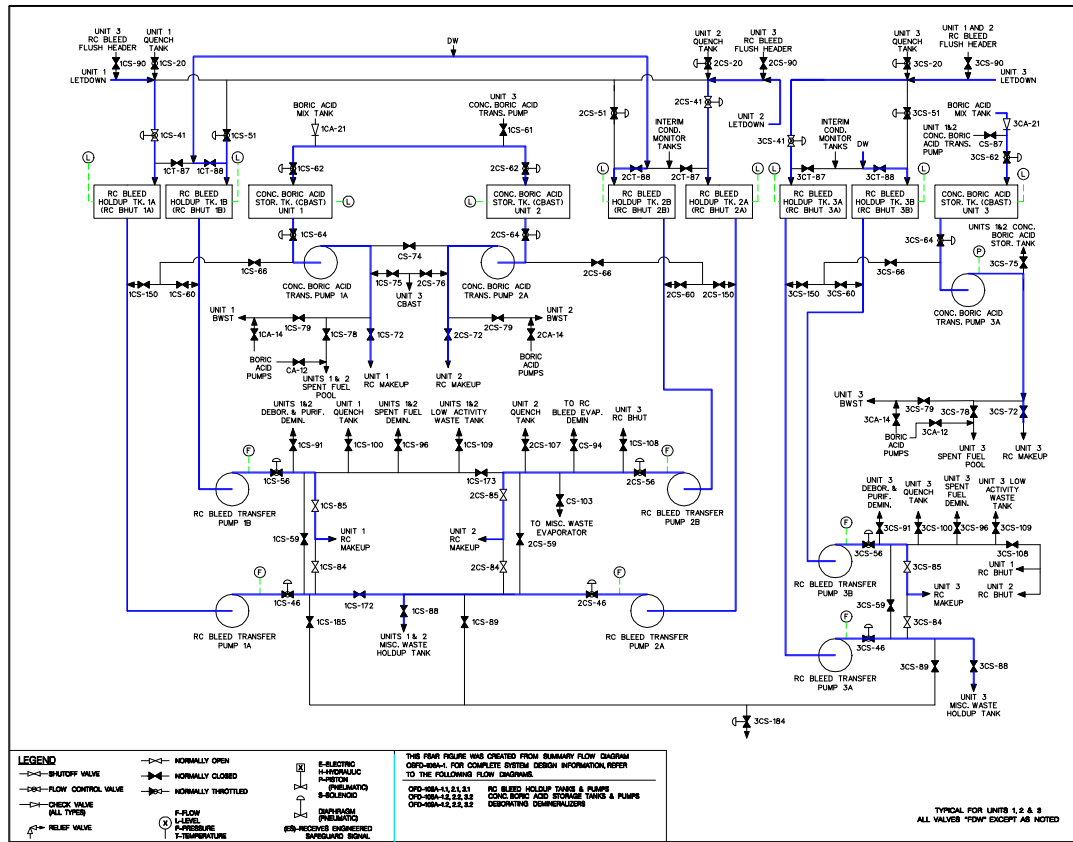 UNIT 3
RC BLEED
FLUSH HEADER
1CS-90
UNIT 1
QUENCH
TANK
1CS-20
UNIT 1
LETDOWN
DW
UNIT 2
QUENCH
TANK
2CS-20
UNIT 3
RC BLEED
FLUSH HEADER
2CS-90
UNIT 3
QUENCH
TANK
3CS-20
UNIT 1 AND 2
RC BLEED
FLUSH HEADER
3CS-90
UNIT 3
LETDOWN
1CS-41
1CS-51
BORIC ACID
MIX TANK
1CA-21
UNIT 3
CONC. BORIC ACID
TRANS. PUMP
1CS-61
2CS-51
2CS-41
UNIT 2
LETDOWN
INTERIM
COND.
MONITOR
TANKS
3CS-41
INTERIM
COND.
MONITOR
TANKS
DW
3CS-51
BORIC ACID
MIX TANK
3CA-21
UNIT 1&2
CONC. BORIC
ACID TRANS.
PUMP
CS-87
3CS-62
1CT-87
1CT-88
1CS-62
2CS-62
2CT-88
2CT-87
3CT-87
3CT-88
L
L
L
L
L
L
L
L
L
RC BLEED
HOLDUP TK. 1A
(RC BHUT 1A)
RC BLEED
HOLDUP TK. 1B
(RC BHUT 1B)
CONC. BORIC ACID
STOR. TK. (CBAST)
UNIT 1
CONC. BORIC ACID
STOR. TK. (CBAST)
UNIT 2
RC BLEED
HOLDUP TK. 2B
(RC BHUT 2B)
RC BLEED
HOLDUP TK. 2A
(RC BHUT 2A)
RC BLEED
HOLDUP TK. 3A
(RC BHUT 3A)
RC BLEED
HOLDUP TK. 3B
(RC BHUT 3B)
CONC. BORIC ACID
STOR. TK. (CBAST)
UNIT 3
1CS-64
2CS-64
3CS-64
UNITS 1&2 CONC.
BORIC ACID
STOR. TANK
3CS-75
P
1CS-66
CS-74
2CS-66
3CS-66
CONC. BORIC ACID
TRANS. PUMP 1A
CONC. BORIC ACID
TRANS. PUMP 2A
CONC. BORIC ACID
TRANS. PUMP 3A
1CS-75
2CS-76
UNIT 3
CBAST
1CS-150
1CS-60
2CS-60
2CS-150
3CS-150
3CS-60
UNIT 1
BWST
1CS-79
1CA-14
1CS-78
1CS-72
BORIC
ACID
PUMPS
CA-12
UNITS 1 & 2
SPENT FUEL
POOL
UNIT 1
RC MAKEUP
2CS-72
2CS-79
UNIT 2
BWST
2CA-14
BORIC
ACID
PUMPS
UNIT 2
RC MAKEUP
UNIT 3
BWST
3CS-79
3CA-14
3CS-78
3CS-72
3CA-12
BORIC
ACID PUMPS
UNIT 3
SPENT FUEL
POOL
UNIT 3
RC MAKEUP
UNITS 1&2
DEBOR. & PURIF.
DEMIN.
1CS-91
UNIT 1
QUENCH
TANK
1CS-100
UNITS 1&2
SPENT FUEL
DEMIN.
1CS-96
UNITS 1&2
LOW ACTIVITY
WASTE TANK
1CS-109
UNIT 2
QUENCH
TANK
2CS-107
TO RC
BLEED EVAP.
DEMIN
CS-94
UNIT 3
RC BHUT
1CS-108
F
1CS-56
1CS-173
F
2CS-56
RC BLEED TRANSFER
PUMP 1B
1CS-85
2CS-85
CS-103
TO MISC. WASTE
EVAPORATOR
RC BLEED TRANSFER
PUMP 2B
1CS-59
UNIT 1
RC
MAKEUP
UNIT 2
RC
MAKEUP
2CS-59
1CS-84
2CS-84
F
1CS-46
1CS-172
1CS-88
2CS-46
F
RC BLEED TRANSFER
PUMP 1A
1CS-185
UNITS 1 & 2
MISC. WASTE
HOLDUP TANK
1CS-89
RC BLEED TRANSFER
PUMP 2A
UNIT 3
DEBOR. &
PURIF.
DEMIN.
3CS-91
UNIT 3
QUENCH
TANK
3CS-100
UNIT 3
SPENT
FUEL
DEMIN.
3CS-96
UNIT 3 LOW
ACTIVITY
WASTE
TANK
3CS-109
F
3CS-56
3CS-108
UNIT 1
RC BHUT
UNIT 2
RC BHUT
3CS-85
RC BLEED TRANSFER
PUMP 3B
UNIT 3
RC
MAKEUP
3CS-59
3CS-84
F
3CS-46
3CS-89
3CS-88
RC BLEED TRANSFER
PUMP 3A
UNIT 3
MISC. WASTE
HOLDUP TANK
3CS-184
LEGEND
SHUTOFF VALVE
FLOW CONTROL VALVE
CHECK VALVE
(ALL TYPES)
RELIEF VALVE
NORMALLY OPEN
NORMALLY CLOSED
NORMALLY THROTTLED
X
F-FLOW
L-LEVEL
P-PRESSURE
T-TEMPERATURE
X
E-ELECTRIC
H-HYDRAULIC
P-PISTON
(PNEUMATIC)
S-SOLENOID
DIAPHRAGM
(PNEUMATIC)
(ES)-RECEIVES ENGINEERED
SAFEGUARD SIGNAL
THIS FSAR FIGURE WAS CREATED FROM SUMMARY FLOW DIAGRAM
OSFD-106A-1. FOR COMPLETE SYSTEM DESIGN INFORMATION, REFER
TO THE FOLLOWING FLOW DIAGRAMS.
OFD-106A-1.1, 2.1, 3.1 RC BLEED HOLDUP TANKS & PUMPS
OFD-106A-1.2, 2.2, 3.2 CONC. BORIC ACID STORAGE TANKS & PUMPS
OFD-109A-1.2, 2.2, 3.2 DEBORATING DEMINERALIZERS
TYPICAL FOR UNITS 1, 2 & 3
ALL VALVES "FDW" EXCEPT AS NOTED